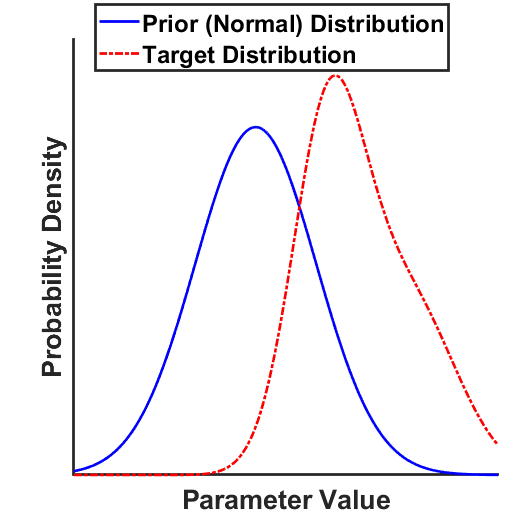 Prior (Normal) Distribution
Target Distribution
Probability Density
Parameter Value